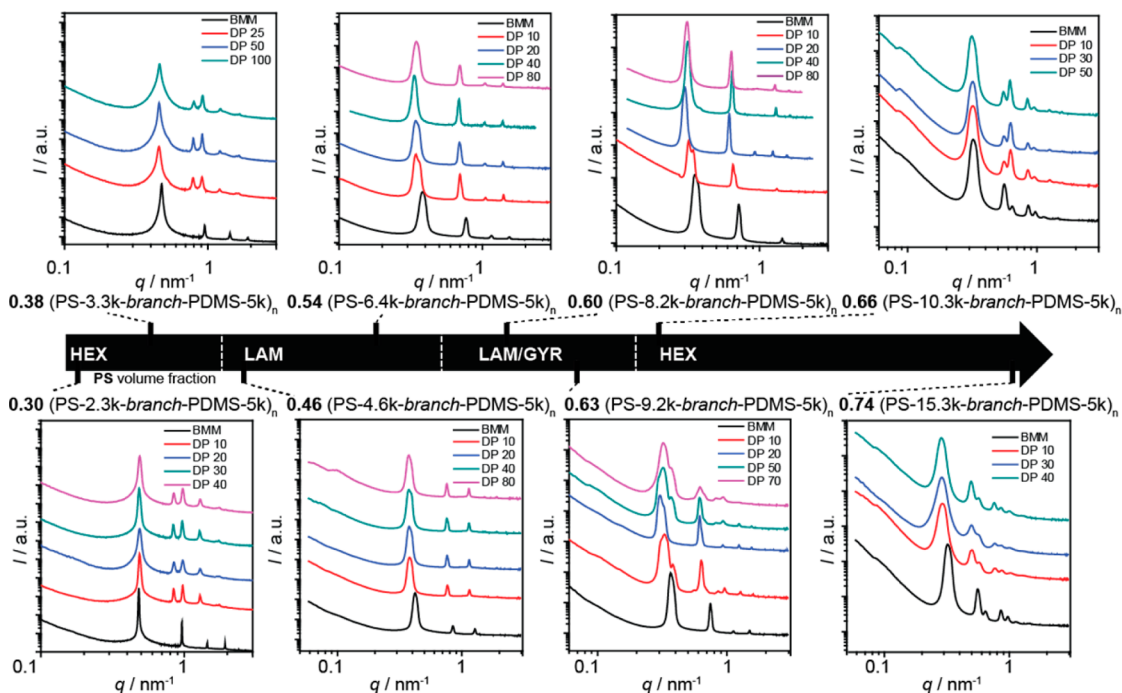 BMM
DP 25
DP 50
DP 100
I / a.u.
0.1
1
q / nm⁻¹
BMM
DP 10
DP 20
DP 40
DP 80
0.1
1
q / nm⁻¹
BMM
DP 10
DP 20
DP 40
DP 80
0.1
1
q / nm⁻¹
BMM
DP 10
DP 30
DP 50
0.1
1
q / nm⁻¹
0.38 (PS-3.3k-branch-PDMS-5k)n
0.54 (PS-6.4k-branch-PDMS-5k)n
0.60 (PS-8.2k-branch-PDMS-5k)n
0.66 (PS-10.3k-branch-PDMS-5k)n
HEX
LAM
LAM/GYR
HEX
PS volume fraction
0.30 (PS-2.3k-branch-PDMS-5k)n
0.46 (PS-4.6k-branch-PDMS-5k)n
0.63 (PS-9.2k-branch-PDMS-5k)n
0.74 (PS-15.3k-branch-PDMS-5k)n
BMM
DP 10
DP 20
DP 30
DP 40
I / a.u.
0.1
1
q / nm⁻¹
BMM
DP 10
DP 20
DP 40
DP 80
I / a.u.
0.1
1
q / nm⁻¹
BMM
DP 10
DP 20
DP 50
DP 70
I / a.u.
0.1
1
q / nm⁻¹
BMM
DP 10
DP 30
DP 40
I / a.u.
0.1
1
q / nm⁻¹